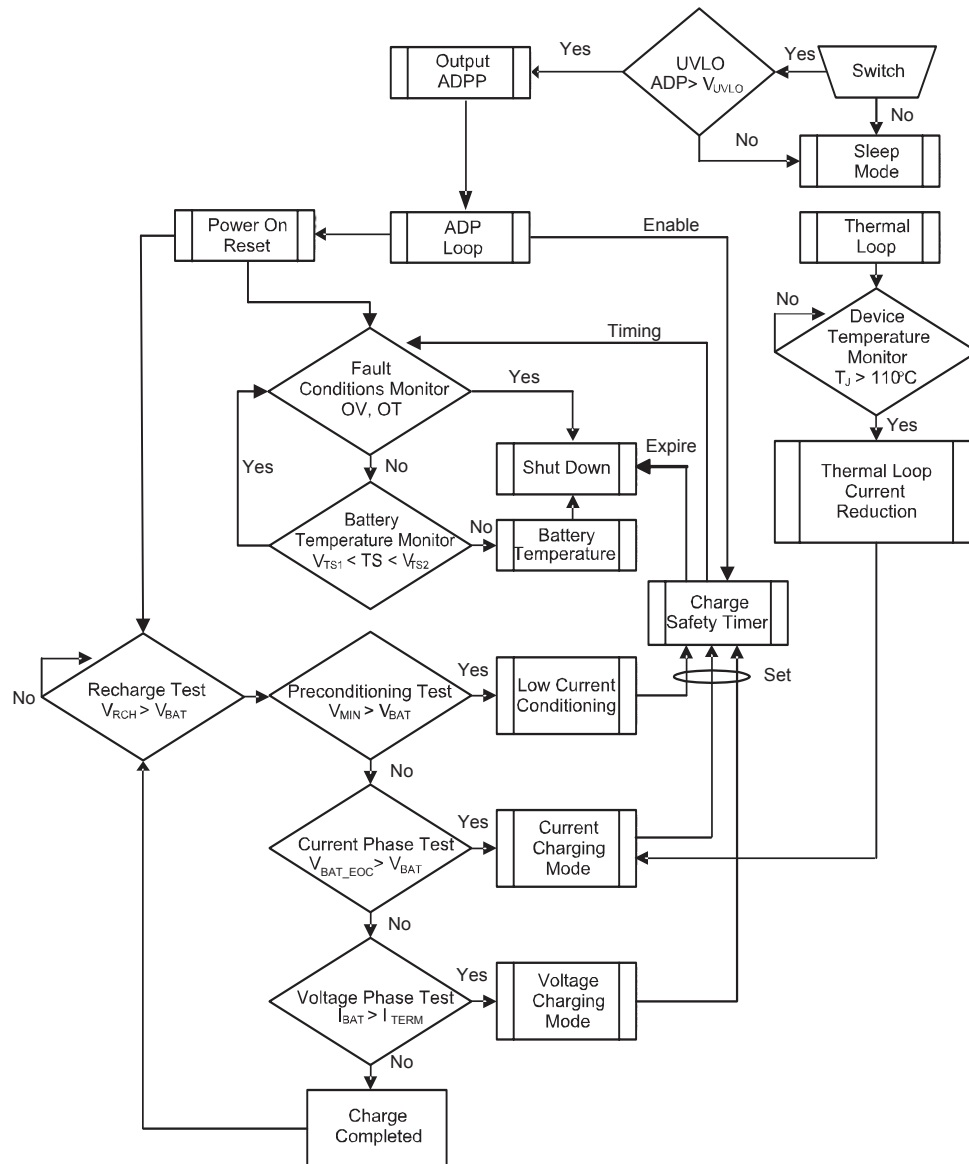 Yes
Output
ADPP
UVLO
ADP> VUVLO
Yes
Switch
No
No
Sleep
Mode
Power On
Reset
ADP
Loop
Enable
Thermal
Loop
No
Device
Temperature
Monitor
TJ > 110°C
Timing
Fault
Conditions Monitor
OV, OT
Yes
Yes
Yes
No
Expire
Shut Down
Thermal Loop
Current
Reduction
Battery
Temperature Monitor
VTS1 < TS < VTS2
No
Battery
Temperature
Charge
Safety Timer
No
Recharge Test
VRCH > VBAT
Preconditioning Test
VMIN > VBAT
Yes
Low Current
Conditioning
Set
No
Current Phase Test
VBAT_EOC > VBAT
Yes
Current
Charging
Mode
No
Voltage Phase Test
IBAT > ITERM
Yes
Voltage
Charging
Mode
No
Charge
Completed